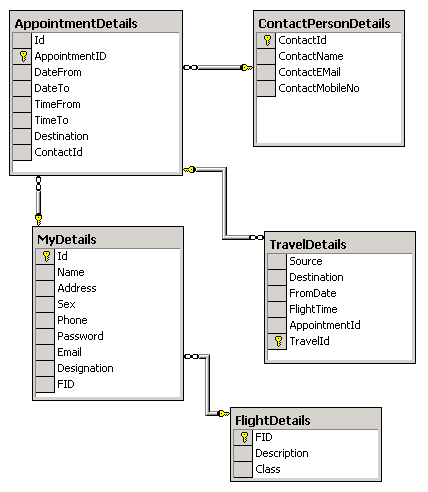 AppointmentDetails
Id
AppointmentID
DateFrom
DateTo
TimeFrom
TimeTo
Destination
ContactId
ContactPersonDetails
ContactId
ContactName
ContactEMail
ContactMobileNo
MyDetails
Id
Name
Address
Sex
Phone
Password
Email
Designation
FID
TravelDetails
Source
Destination
FromDate
FlightTime
AppointmentId
TravelId
FlightDetails
FID
Description
Class